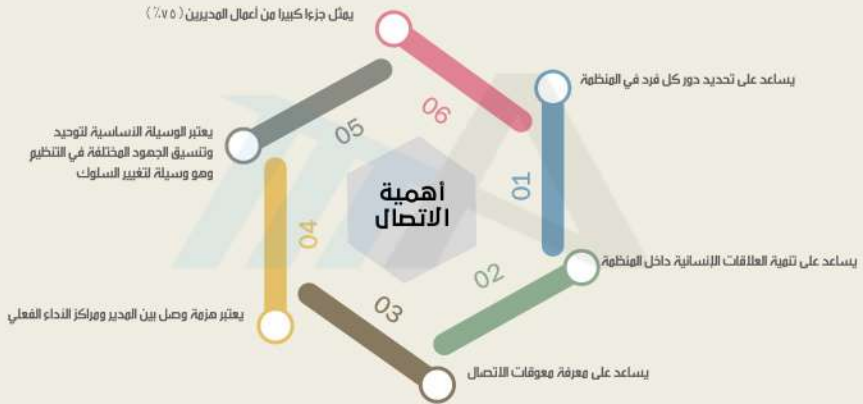 أهمية
الاتصال
01
يساعد على تحديد دور كل فرد في المنظمة
02
يساعد على تنمية العلاقات الإنسانية داخل المنظمة
03
يساعد على معرفة معوقات الاتصال
04
يعتبر همزة وصل بين المدير ومراكز الأداء الفعلي
05
يعتبر الوسيلة الأساسية لتوحيد
وتنسيق الجهود المختلفة في التنظيم
وهو وسيلة لتغيير السلوك
06
يمثل جزءا كبيرا من أعمال المديرين (٧٥٪)